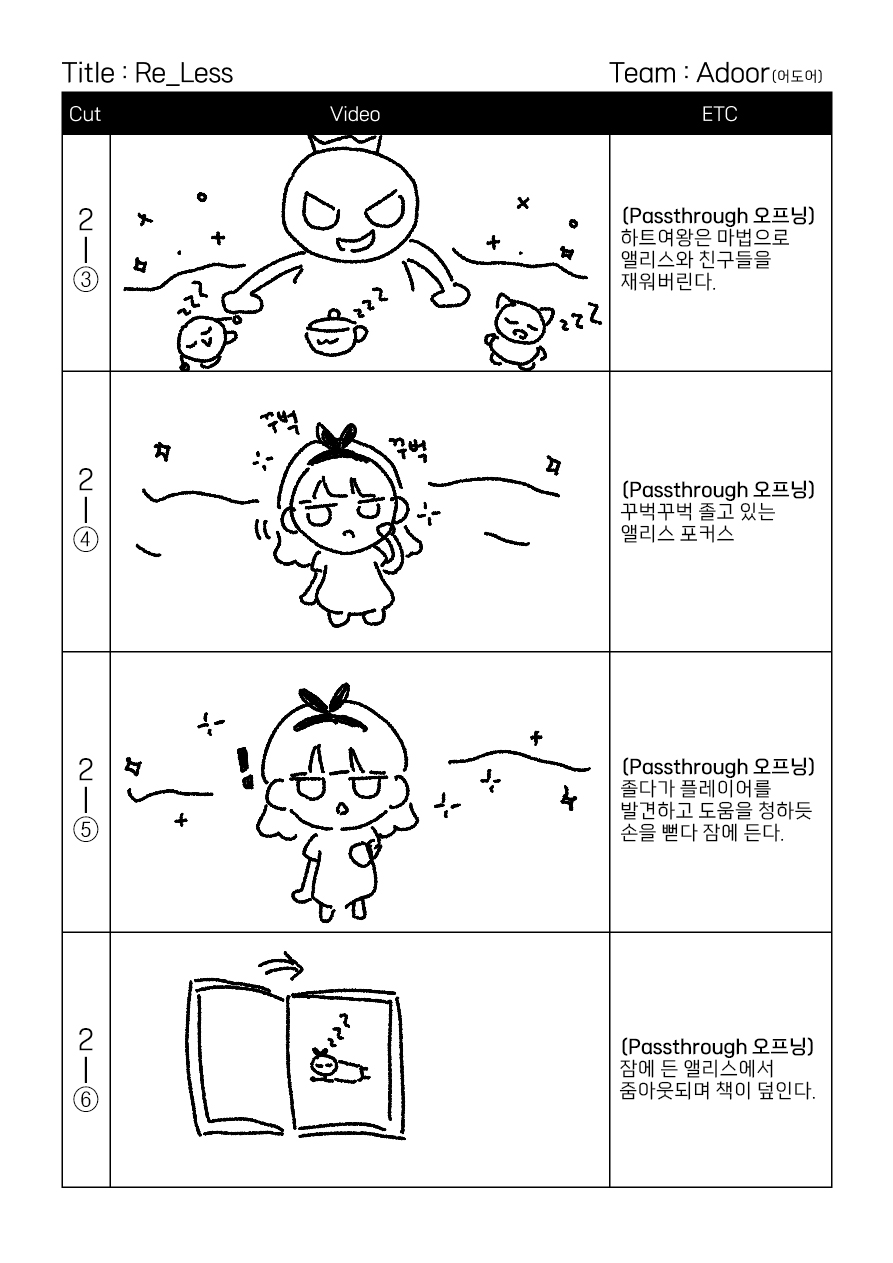 Title : Re_Less
Team : Adoor(어도어)
Cut
Video
ETC
2
③
zzz
zzz
zzz
(Passthrough 오프닝)
하트여왕은 마법으로
앨리스와 친구들을
재워버린다.
2
④
꾸벅
꾸벅
(Passthrough 오프닝)
꾸벅꾸벅 졸고 있는
앨리스 포커스
2
⑤
!
(Passthrough 오프닝)
졸다가 플레이어를
발견하고 도움을 청하듯
손을 뻗다 잠에 든다.
2
⑥
zzz
(Passthrough 오프닝)
잠에 든 앨리스에서
줌아웃되며 책이 덮인다.